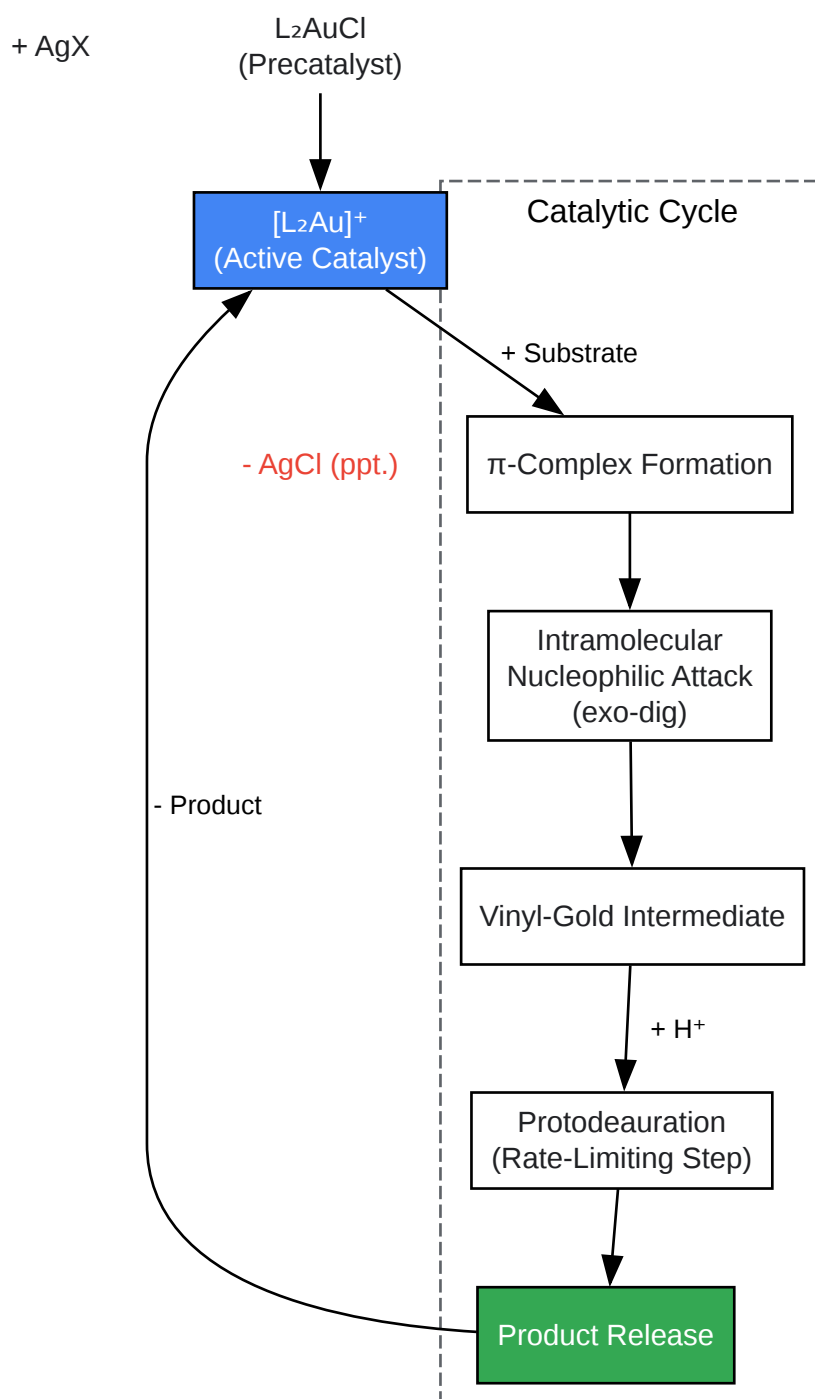 + AgX
L₂AuCl
(Precatalyst)
[L₂Au]⁺
(Active Catalyst)
Catalytic Cycle
+ Substrate
π-Complex Formation
- AgCl (ppt.)
Intramolecular
Nucleophilic Attack
(exo-dig)
- Product
Vinyl-Gold Intermediate
+ H⁺
Protodeauration
(Rate-Limiting Step)
Product Release